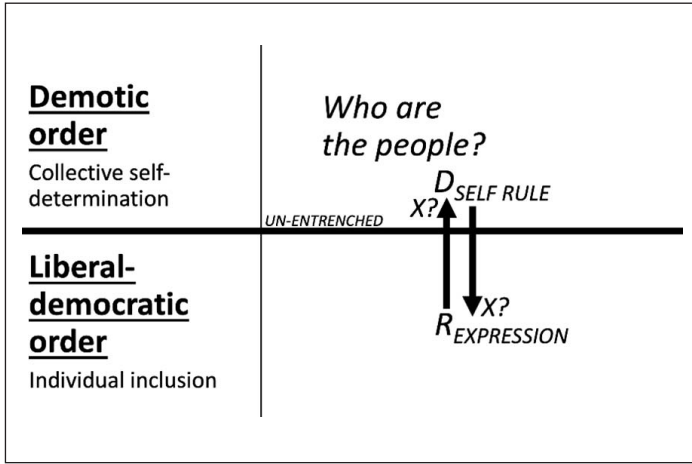 Demotic
order
Collective self-
determination
Who are
the people?
D SELF RULE
X?
UN-ENTRENCHED
Liberal-
democratic
order
Individual inclusion
X?
R EXPRESSION